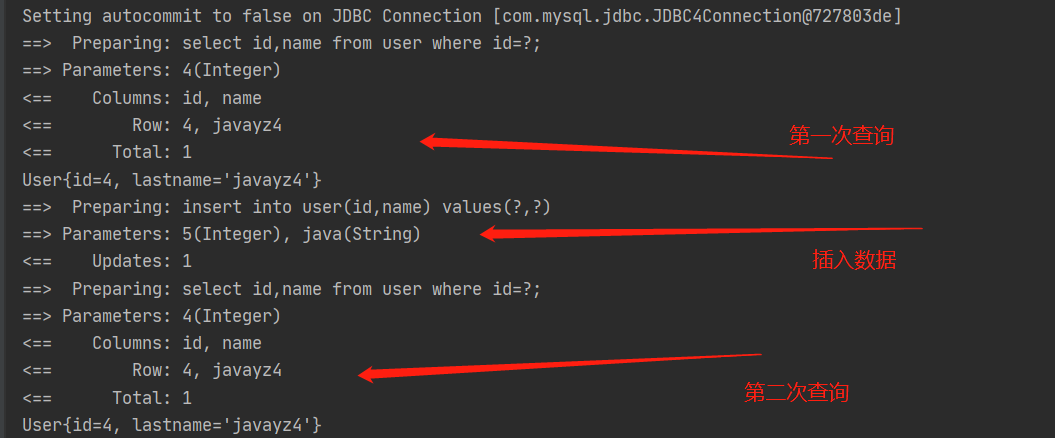 Setting autocommit to false on JDBC Connection [com.mysql.jdbc.JDBC4Connection@727803de]
==>  Preparing: select id,name from user where id=?;
==> Parameters: 4(Integer)
<==    Columns: id, name
<==        Row: 4, javayz4
第一次查询
<==      Total: 1
User{id=4, lastname='javayz4'}
==>  Preparing: insert into user(id,name) values(?,?)
==> Parameters: 5(Integer), java(String)
插入数据
<==    Updates: 1
==>  Preparing: select id,name from user where id=?;
==> Parameters: 4(Integer)
<==    Columns: id, name
<==        Row: 4, javayz4
第二次查询
<==      Total: 1
User{id=4, lastname='javayz4'}